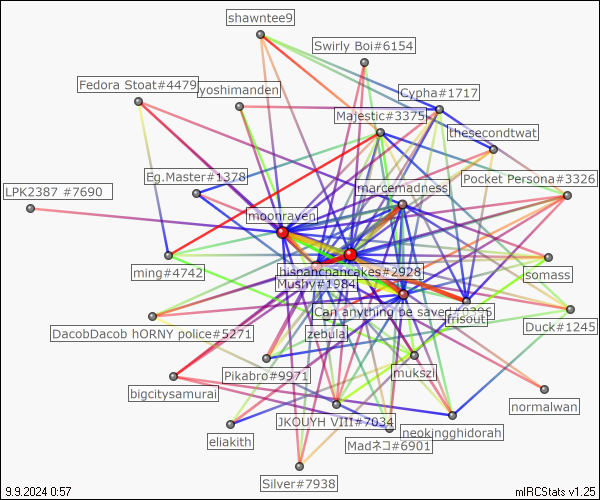 shawntee9
Swirly Boi#6154
Fedora Stoat#4479
yoshimanden
Cypha#1717
Majestic#3375
thesecondtwat
Eg.Master#1378
Pocket Persona#3326
LPK2387 #7690
marcemadness
moonraven
ming#4742
hispancpancakes#2928
somass
Mushy#1984
Can anything be saver!
frisout
DacobDacob hORNY police#5271
zebula
Duck#1245
Pikabro#9971
mukszi
bigcitysamurai
normalwan
JKOUYH VIII#7034
neokingghidorah
eliakith
Madネコ#6901
Silver#7938
9.9.2024 0:57
mIRCStats v1.25